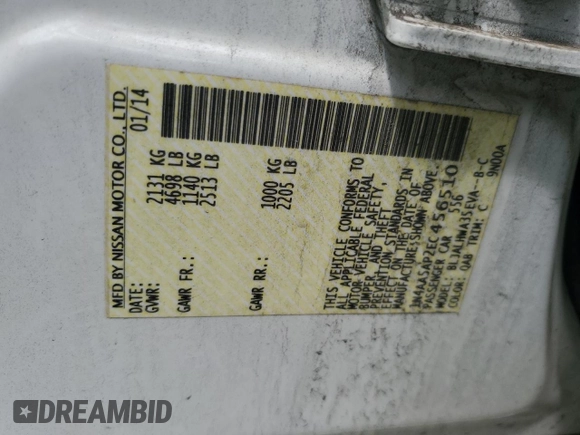 MFD BY NISSAN MOTOR CO., LTD.
DATE: 01/14
GVWR: 2131 KG
4698 LB
GAWR FR.: 1140 KG
2513 LB
GAWR RR.: 1000 KG
2205 LB
THIS VEHICLE CONFORMS TO
ALL APPLICABLE FEDERAL
MOTOR VEHICLE SAFETY,
BUMPER, AND THEFT
PREVENTION STANDARDS IN
EFFECT ON THE DATE OF
MANUFACTURE SHOWN ABOVE.
1N4AA5AP2EC456510
PASSENGER CAR 556
MODEL: COLOR: QAB TRIM: C 9N00A
DREAMBID